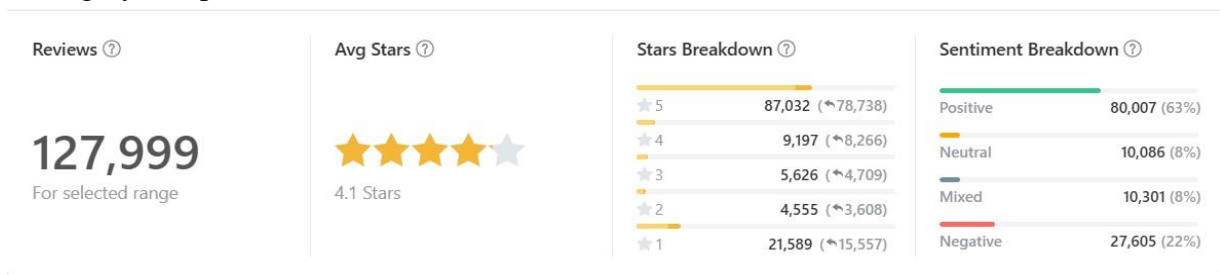 Reviews ?
127,999
For selected range
Avg Stars ?
4.1 Stars
Stars Breakdown ?
5 87,032 (78,738)
4 9,197 (8,266)
3 5,626 (4,709)
2 4,555 (3,608)
1 21,589 (15,557)
Sentiment Breakdown ?
Positive 80,007 (63%)
Neutral 10,086 (8%)
Mixed 10,301 (8%)
Negative 27,605 (22%)